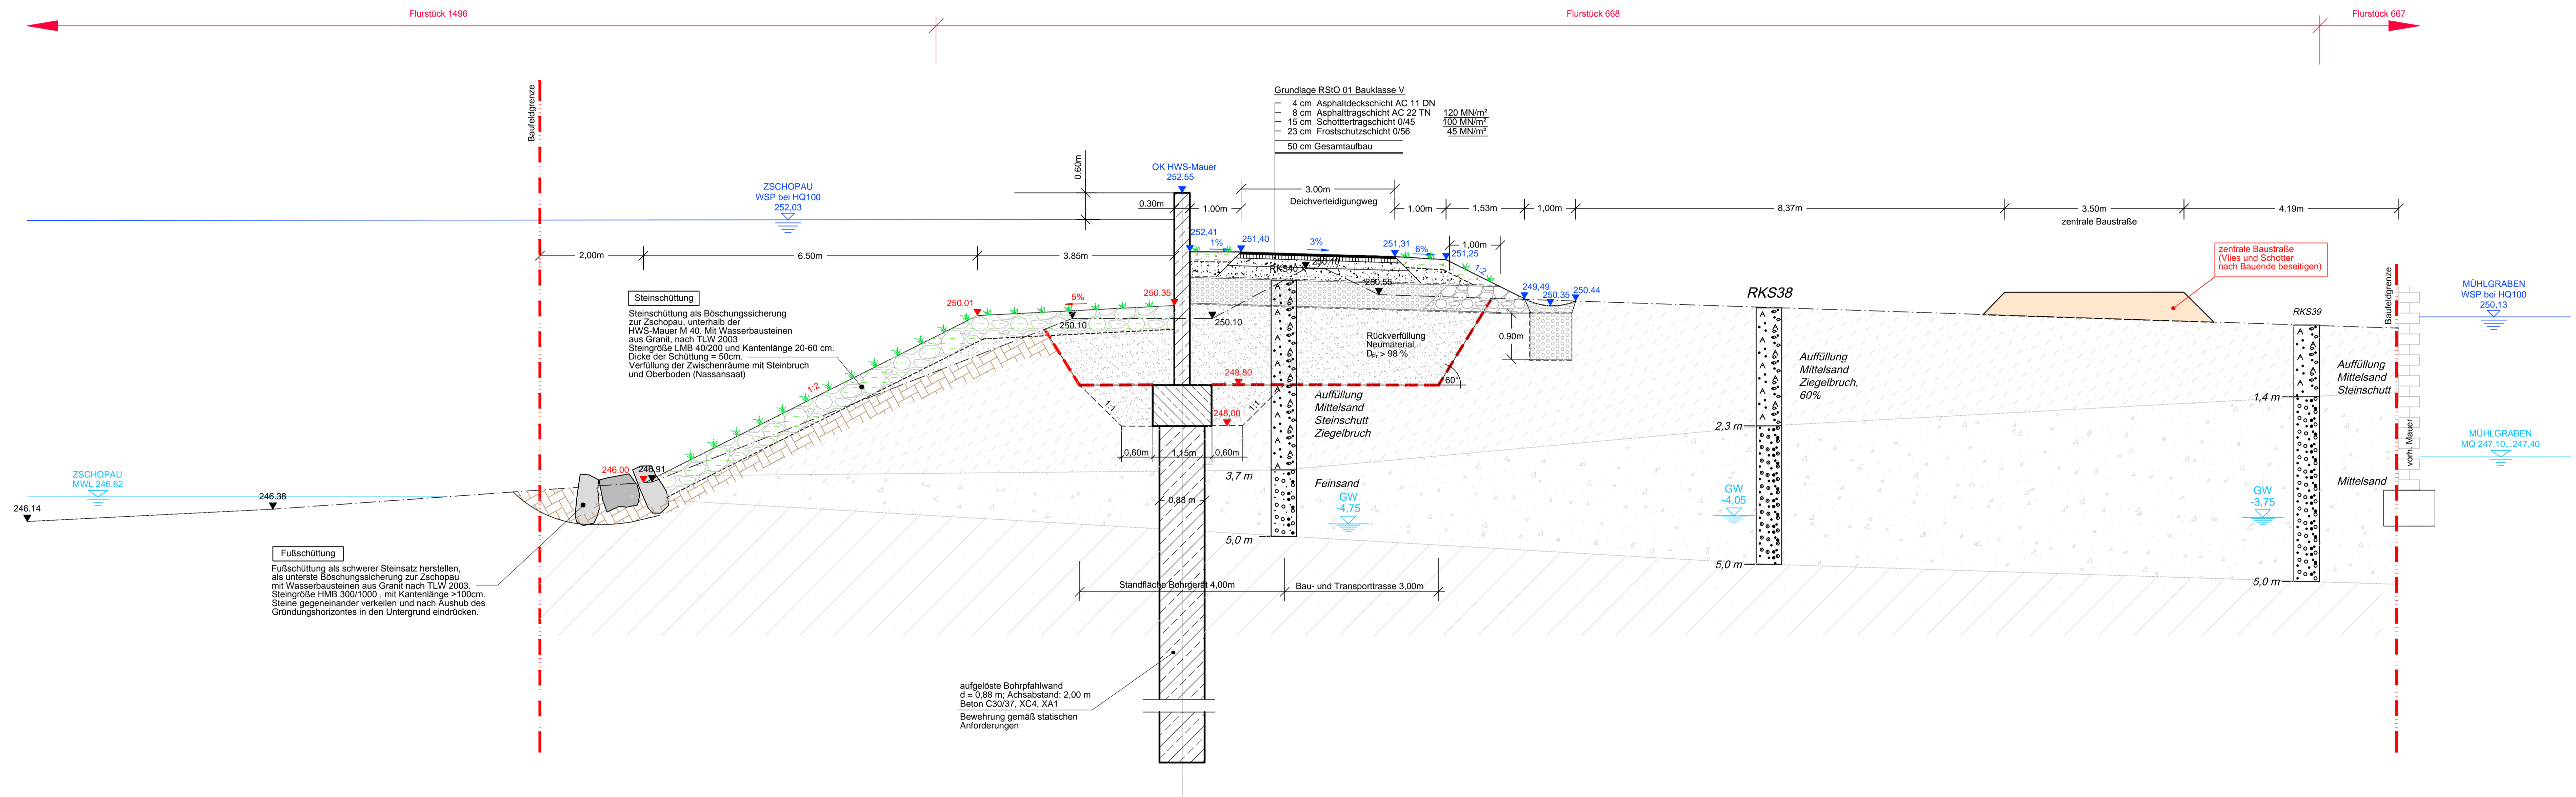 Flurstück 1496
Flurstück 668
Flurstück 667
Baufeldgrenze
Grundlage RStO 01 Bauklasse V
4 cm Asphaltdeckschicht AC 11 DN
8 cm Asphalttragschicht AC 22 TN 120 MN/m²
15 cm Schotttertragschicht 0/45 100 MN/m²
23 cm Frostschutzschicht 0/56 45 MN/m²
50 cm Gesamtaufbau
0.60m
OK HWS-Mauer
252.55
ZSCHOPAU
WSP bei HQ100
252,03
0.30m
1.00m
3.00m
Deichverteidigungweg
1.00m
1,53m
1,00m
8,37m
3.50m
zentrale Baustraße
4.19m
2,00m
6.50m
3.85m
252,41
1%
251,40
3%
251,31
6%
251,25
1,00m
1:2
zentrale Baustraße
(Vlies und Schotter
nach Bauende beseitigen)
Baufeldgrenze
MÜHLGRABEN
WSP bei HQ100
250,13
RKS40
250.10
250.55
249,49
250.35
250.44
RKS38
RKS39
Steinschüttung
Steinschüttung als Böschungssicherung
zur Zschopau, unterhalb der
HWS-Mauer M 40. Mit Wasserbausteinen
aus Granit, nach TLW 2003
Steingröße LMB 40/200 und Kantenlänge 20-60 cm.
Dicke der Schüttung = 50cm.
Verfüllung der Zwischenräume mit Steinbruch
und Oberboden (Nassansaat)
250.01
5%
250.35
250.10
250.10
1:2
Rückverfüllung
Neumaterial
DPr > 98 %
0.90m
60°
248,80
248,00
1:1
1:1
Auffüllung
Mittelsand
Steinschutt
Ziegelbruch
Auffüllung
Mittelsand
Ziegelbruch,
60%
Auffüllung
Mittelsand
Steinschutt
1,4 m
2,3 m
vorh. Mauer
MÜHLGRABEN
MQ 247,10...247,40
0,60m
1,15m
0,60m
3,7 m
Feinsand
Mittelsand
GW
-4,75
GW
-4,05
GW
-3,75
0,88 m
ZSCHOPAU
MWL 246,62
246.14
246.38
246.00
246.91
5,0 m
5,0 m
5,0 m
Fußschüttung
Fußschüttung als schwerer Steinsatz herstellen,
als unterste Böschungssicherung zur Zschopau
mit Wasserbausteinen aus Granit nach TLW 2003.
Steingröße HMB 300/1000 , mit Kantenlänge >100cm.
Steine gegeneinander verkeilen und nach Aushub des
Gründungshorizontes in den Untergrund eindrücken.
Standfläche Bohrgerät 4,00m
Bau- und Transporttrasse 3,00m
aufgelöste Bohrpfahlwand
d = 0,88 m; Achsabstand: 2,00 m
Beton C30/37, XC4, XA1
Bewehrung gemäß statischen
Anforderungen